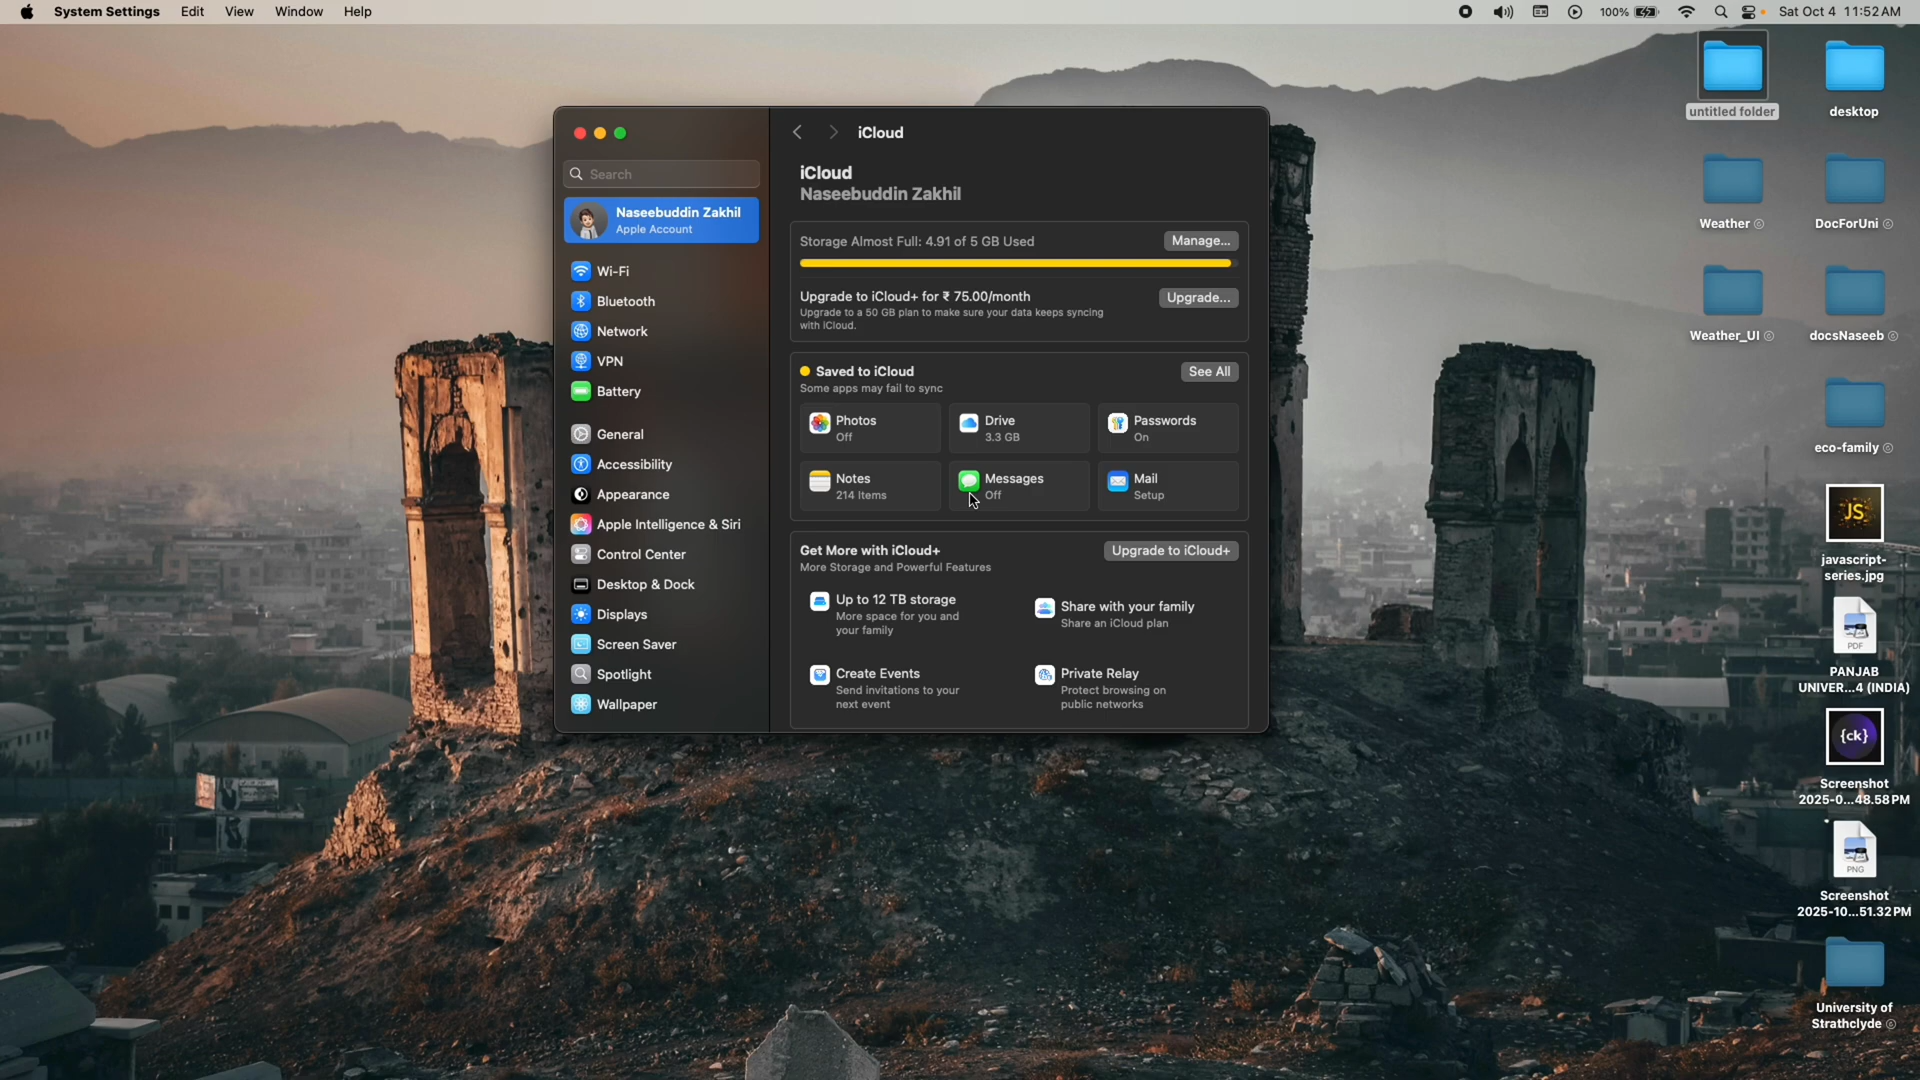 System Settings Edit View Window Help
100% Sat Oct 4 11:52 AM
Search
Naseebuddin Zakhil
Apple Account
Wi-Fi
Bluetooth
Network
VPN
Battery
General
Accessibility
Appearance
Apple Intelligence & Siri
Control Center
Desktop & Dock
Displays
Screen Saver
Spotlight
Wallpaper
iCloud
iCloud
Naseebuddin Zakhil
Storage Almost Full: 4.91 of 5 GB Used
Manage...
Upgrade to iCloud+ for ₹ 75.00/month
Upgrade to a 50 GB plan to make sure your data keeps syncing
with iCloud.
Upgrade...
Saved to iCloud
Some apps may fail to sync
See All
Photos
Off
Drive
3.3 GB
Passwords
On
Notes
214 Items
Messages
Off
Mail
Setup
Get More with iCloud+
More Storage and Powerful Features
Upgrade to iCloud+
Up to 12 TB storage
More space for you and
your family
Share with your family
Share an iCloud plan
Create Events
Send invitations to your
next event
Private Relay
Protect browsing on
public networks
untitled folder
desktop
Weather
DocForUni
Weather_UI
docsNaseeb
eco-family
JS
javascript-
series.jpg
PDF
PANJAB
UNIVER...4 (INDIA)
{ck}
Screenshot
2025-0...48.58 PM
PNG
Screenshot
2025-10...51.32 PM
University of
Strathclyde